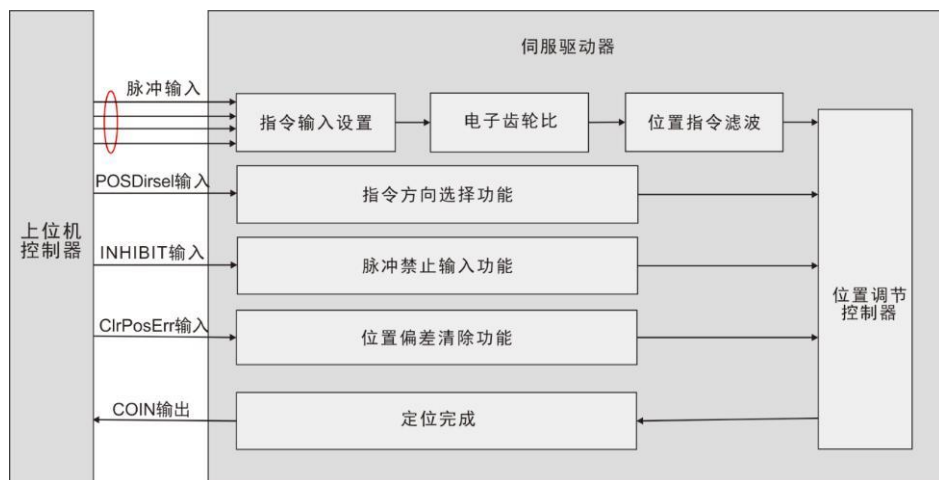 伺服驱动器
脉冲输入
指令输入设置
电子齿轮比
位置指令滤波
POSDirsel输入
指令方向选择功能
上位机
控制器
INHIBIT输入
脉冲禁止输入功能
位置调节
控制器
ClrPosErr输入
位置偏差清除功能
COIN输出
定位完成